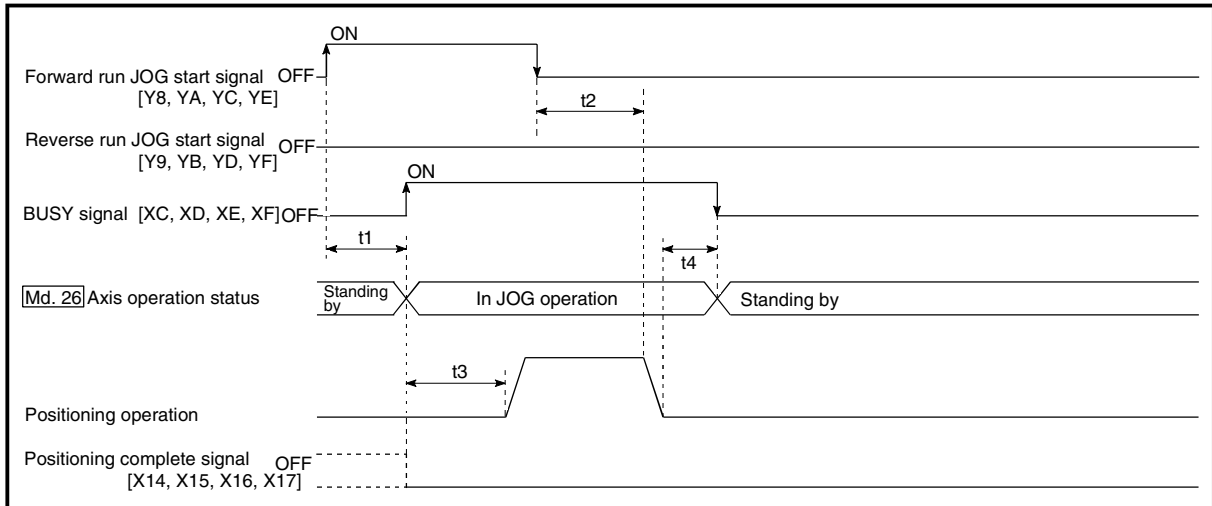 ON
Forward run JOG start signal OFF
[Y8, YA, YC, YE]
t2
Reverse run JOG start signal OFF
[Y9, YB, YD, YF]
ON
BUSY signal [XC, XD, XE, XF] OFF
t1
t4
Md. 26 Axis operation status
Standing by
In JOG operation
Standing by
t3
Positioning operation
Positioning complete signal OFF
[X14, X15, X16, X17]